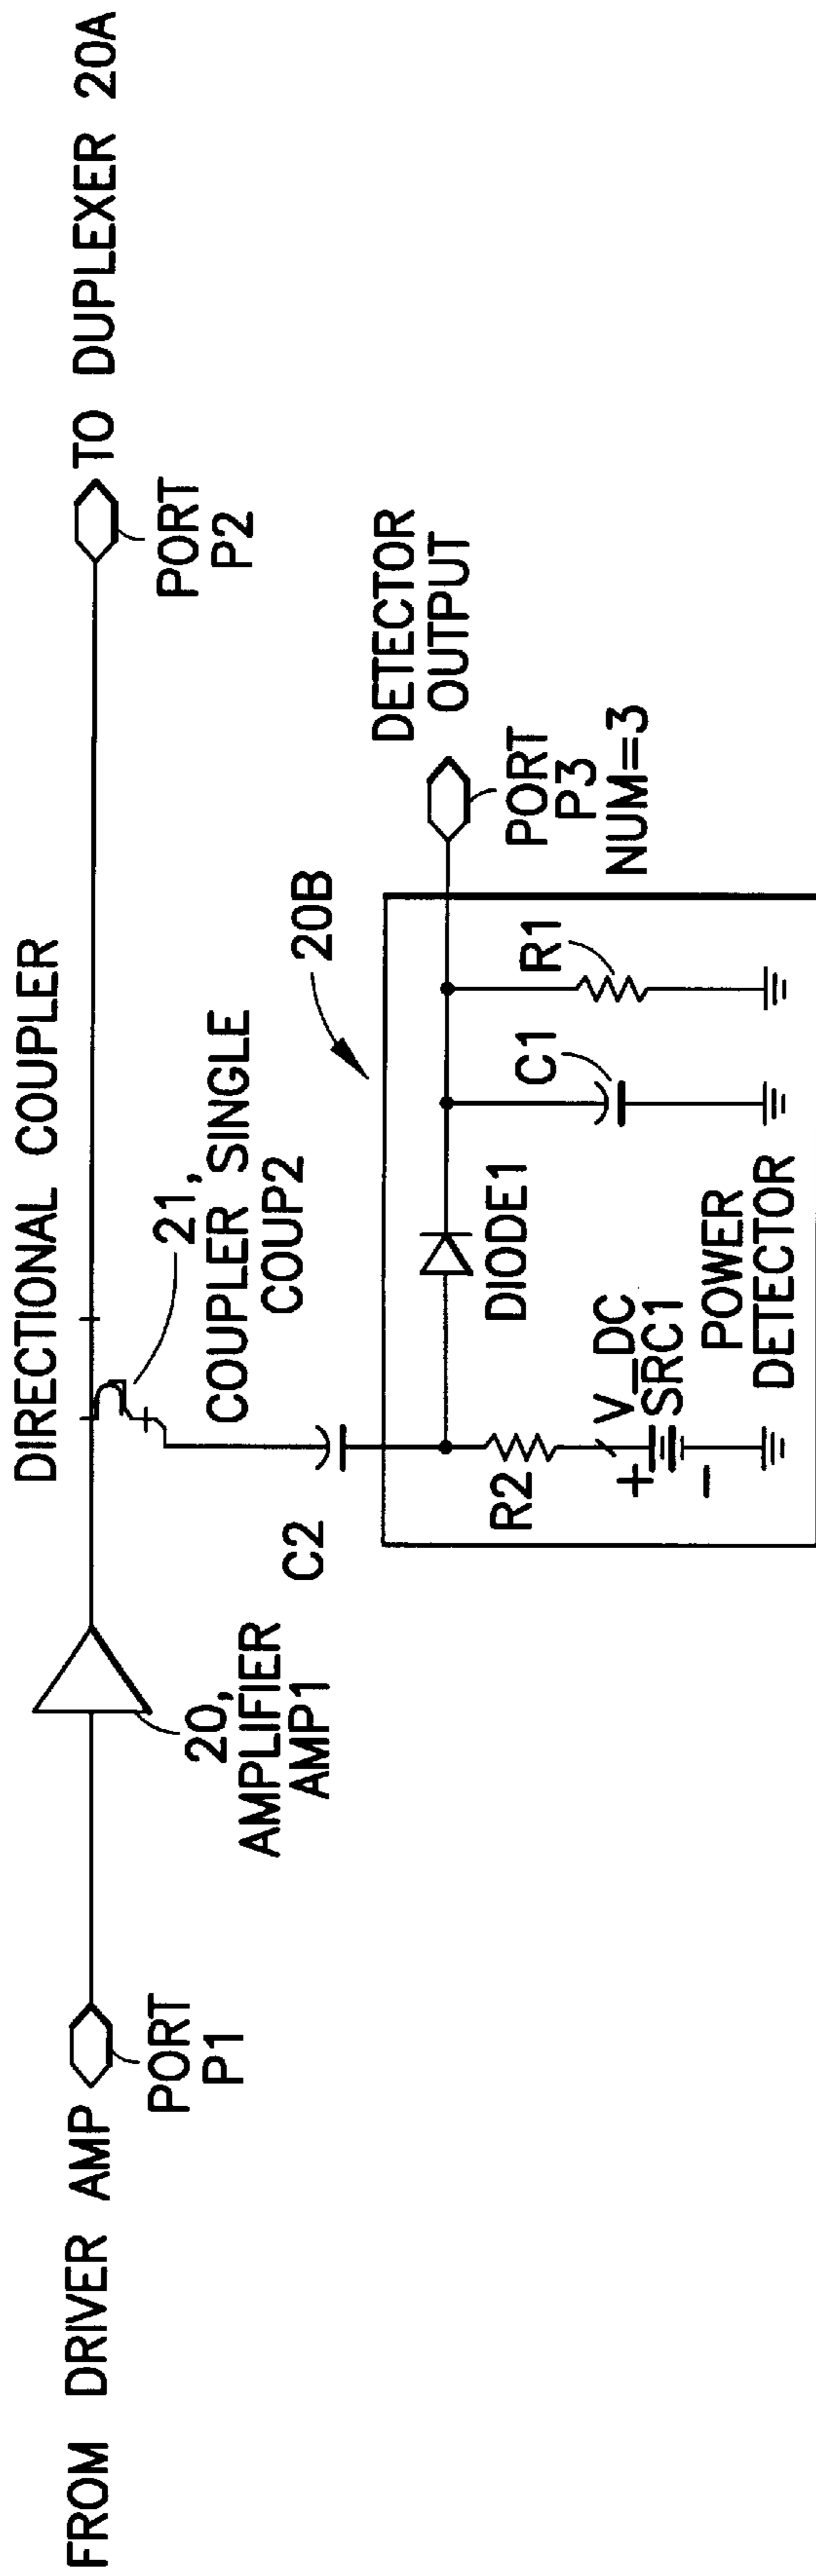 DIRECTIONAL COUPLER
FROM DRIVER AMP
TO DUPLEXER 20A
PORT
P1
20,
AMPLIFIER
AMP1
21,
COUPLER SINGLE
COUP2
PORT
P2
C2
20B
DETECTOR
OUTPUT
PORT
P3
NUM=3
R2
DIODE1
C1
R1
V_DC
SRC1
+
-
POWER
DETECTOR